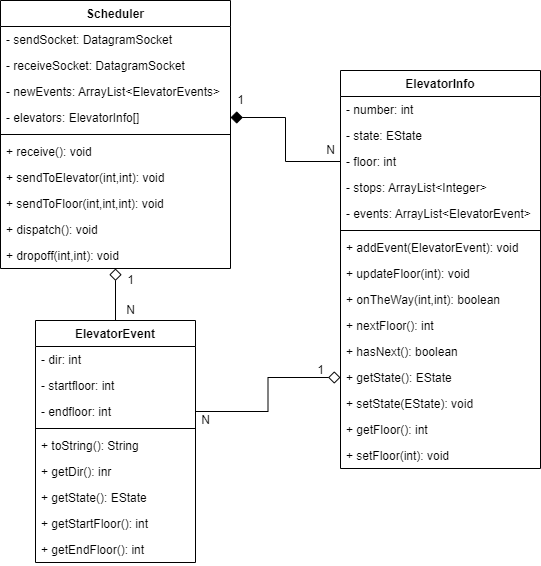 Scheduler
- sendSocket: DatagramSocket
- receiveSocket: DatagramSocket
- newEvents: ArrayList<ElevatorEvents>
- elevators: ElevatorInfo[]
+ receive(): void
+ sendToElevator(int,int): void
+ sendToFloor(int,int,int): void
+ dispatch(): void
+ dropoff(int,int): void
1
N
ElevatorInfo
- number: int
- state: EState
- floor: int
- stops: ArrayList<Integer>
- events: ArrayList<ElevatorEvent>
+ addEvent(ElevatorEvent): void
+ updateFloor(int): void
+ onTheWay(int,int): boolean
+ nextFloor(): int
+ hasNext(): boolean
+ getState(): EState
+ setState(EState): void
+ getFloor(): int
+ setFloor(int): void
1
N
ElevatorEvent
- dir: int
- startfloor: int
- endfloor: int
+ toString(): String
+ getDir(): inr
+ getState(): EState
+ getStartFloor(): int
+ getEndFloor(): int
1
N